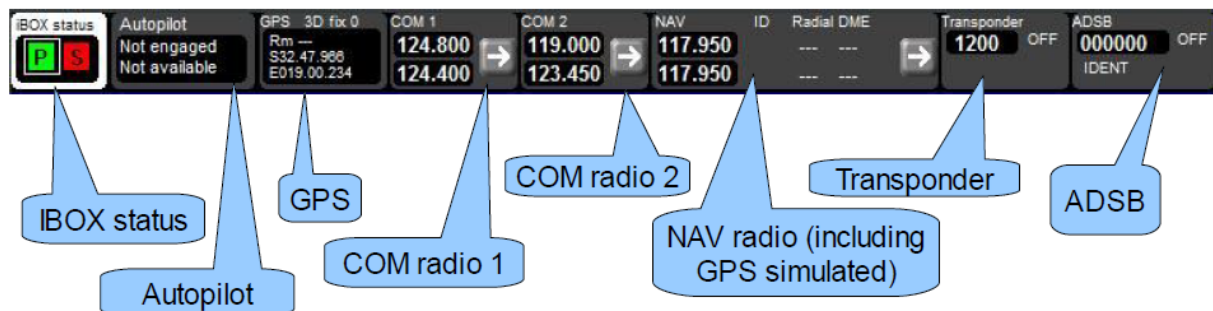 iBOX status
P S
Autopilot
Not engaged
Not available
GPS 3D fix 0
Rm ---
S32.47.966
E019.00.234
COM 1
124.800
124.400
COM 2
119.000
123.450
NAV ID Radial DME
117.950 --- ---
117.950 --- ---
Transponder
1200 OFF
ADSB
000000 OFF
IDENT
IBOX status
Autopilot
GPS
COM radio 1
COM radio 2
NAV radio (including
GPS simulated)
Transponder
ADSB